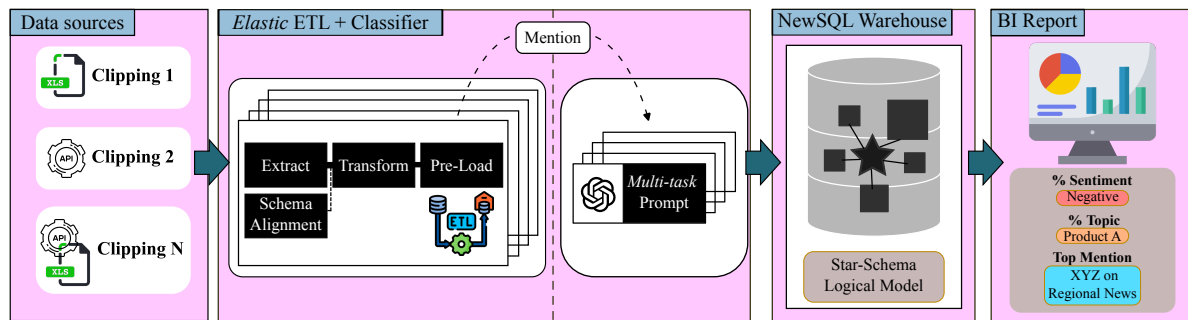 Data sources
Clipping 1
XLS
API
Clipping 2
API
Clipping N
XLS
Elastic ETL + Classifier
Mention
Extract
Transform
Pre-Load
Schema
Alignment
ETL
Multi-task
Prompt
NewSQL Warehouse
Star-Schema
Logical Model
BI Report
% Sentiment
Negative
% Topic
Product A
Top Mention
XYZ on
Regional News